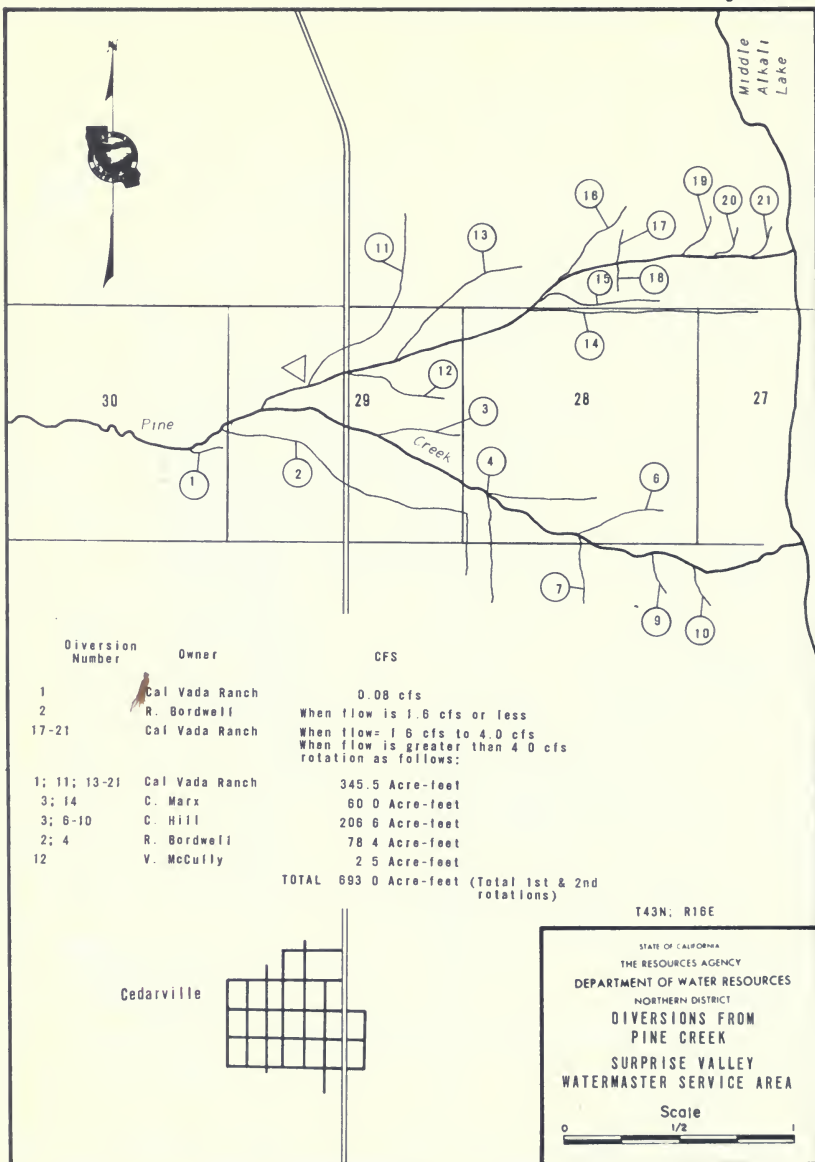 N
Middle
Alkali
Lake
16
19
20
21
17
11
13
15
18
14
30
29
28
27
Pine
12
3
Creek
1
2
4
6
7
9
10
Diversion Number Owner CFS
1 Cal Vada Ranch 0.08 cfs
2 R. Bordwell When flow is 1.6 cfs or less
17-21 Cal Vada Ranch When flow= 1 6 cfs to 4.0 cfs
When flow is greater than 4 0 cfs
rotation as follows:
1; 11; 13-21 Cal Vada Ranch 345.5 Acre-feet
3; 14 C. Marx 60 0 Acre-feet
3; 6-10 C. Hill 206 6 Acre-feet
2; 4 R. Bordwell 78 4 Acre-feet
12 V. McCully 2 5 Acre-feet
TOTAL 693 0 Acre-feet (Total 1st & 2nd
rotations)
T43N; R16E
Cedarville
STATE OF CALIFORNIA
THE RESOURCES AGENCY
DEPARTMENT OF WATER RESOURCES
NORTHERN DISTRICT
DIVERSIONS FROM
PINE CREEK
SURPRISE VALLEY
WATERMASTER SERVICE AREA
Scale
0 1/2 1